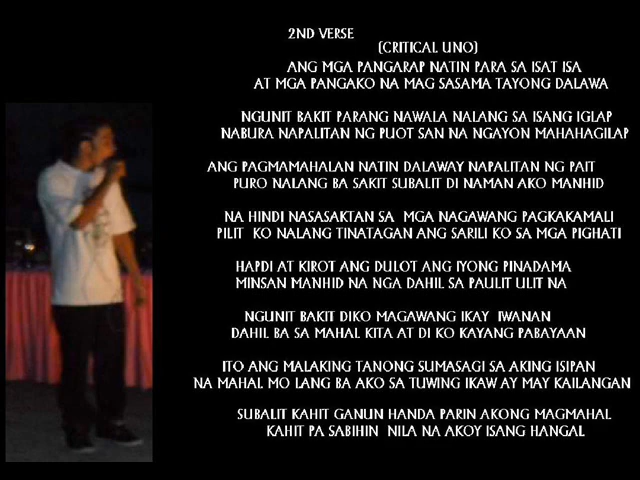 2ND VERSE
(CRITICAL UNO)
ANG MGA PANGARAP NATIN PARA SA ISAT ISA
AT MGA PANGAKO NA MAG SASAMA TAYONG DALAWA
NGUNIT BAKIT PARANG NAWALA NALANG SA ISANG IGLAP
NABURA NAPALITAN NG PUOT SAN NA NGAYON MAHAHAGILAP
ANG PAGMAMAHALAN NATIN DALAWAY NAPALITAN NG PAIT
PURO NALANG BA SAKIT SUBALIT DI NAMAN AKO MANHID
NA HINDI NASASAKTAN SA MGA NAGAWANG PAGKAKAMALI
PILIT KO NALANG TINATAGAN ANG SARILI KO SA MGA PIGHATI
HAPDI AT KIROT ANG DULOT ANG IYONG PINADAMA
MINSAN MANHID NA NGA DAHIL SA PAULIT ULIT NA
NGUNIT BAKIT DIKO MAGAWANG IKAY IWANAN
DAHIL BA SA MAHAL KITA AT DI KO KAYANG PABAYAAN
ITO ANG MALAKING TANONG SUMASAGI SA AKING ISIPAN
NA MAHAL MO LANG BA AKO SA TUWING IKAW AY MAY KAILANGAN
SUBALIT KAHIT GANUN HANDA PARIN AKONG MAGMAHAL
KAHIT PA SABIHIN NILA NA AKOY ISANG HANGAL